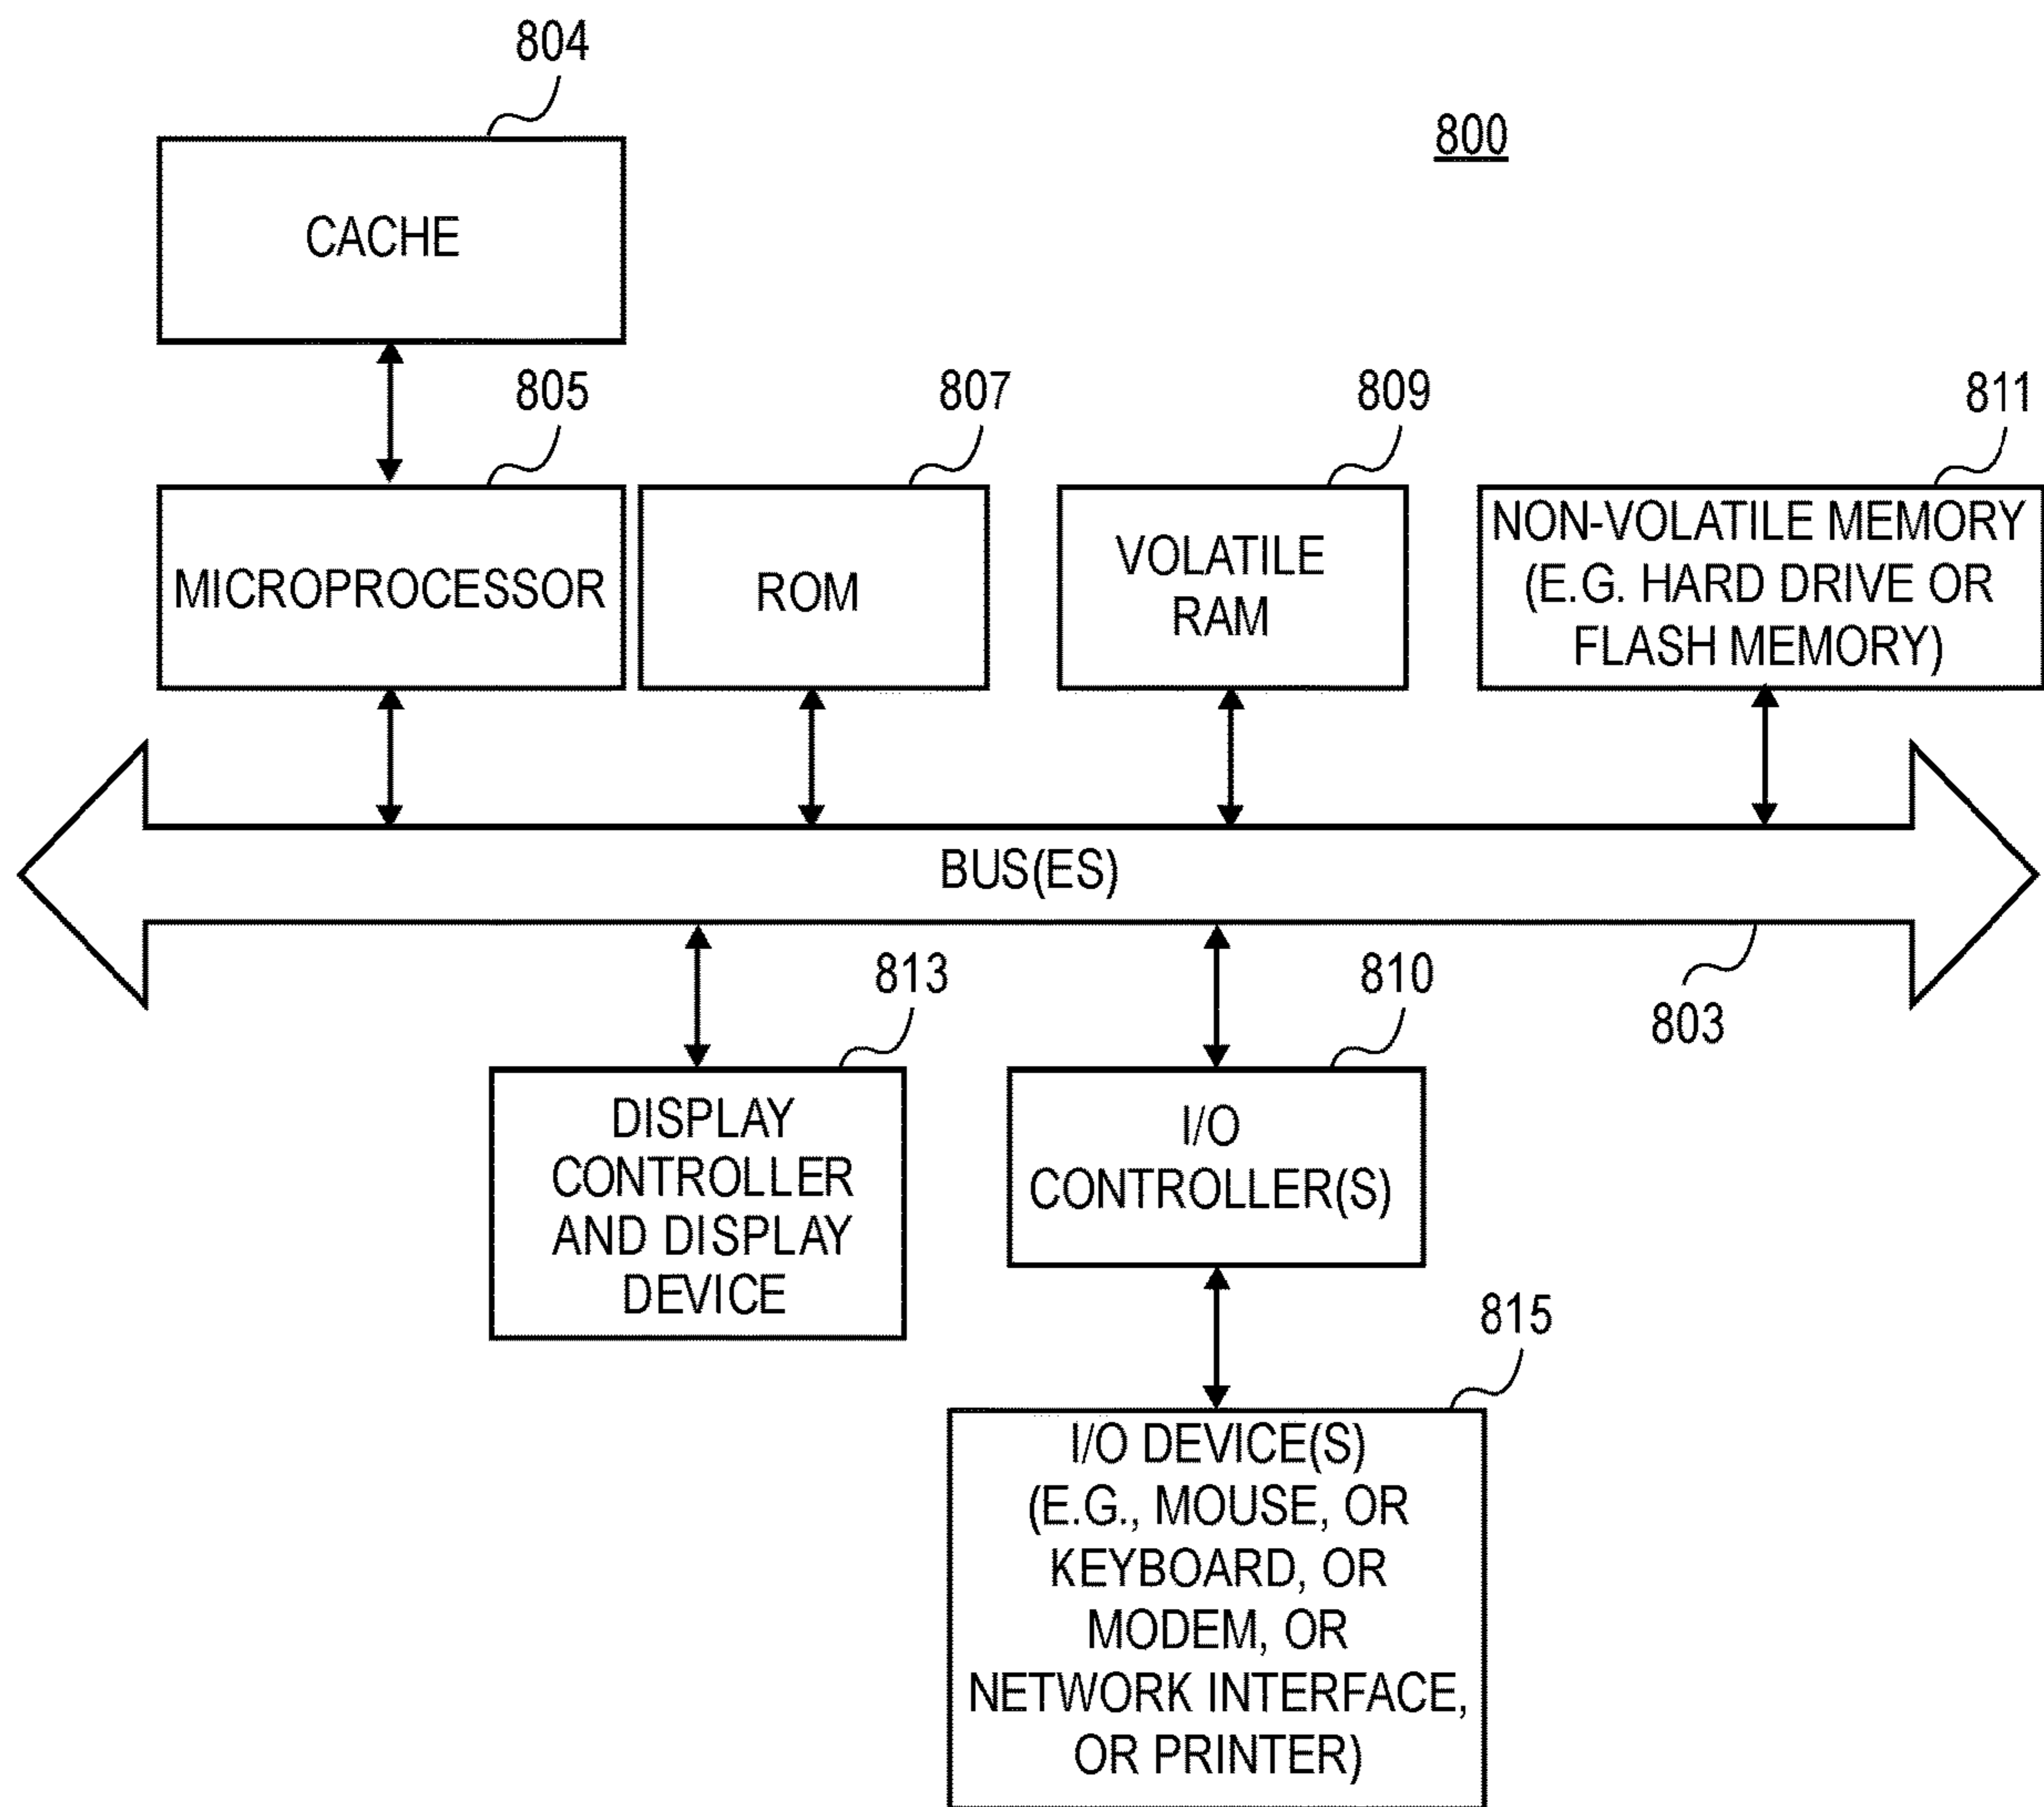 804
800
CACHE
805
807
809
811
MICROPROCESSOR
ROM
VOLATILE
RAM
NON-VOLATILE MEMORY
(E.G. HARD DRIVE OR
FLASH MEMORY)
BUS(ES)
813
810
803
DISPLAY
CONTROLLER
AND DISPLAY
DEVICE
I/O
CONTROLLER(S)
815
I/O DEVICE(S)
(E.G., MOUSE, OR
KEYBOARD, OR
MODEM, OR
NETWORK INTERFACE,
OR PRINTER)